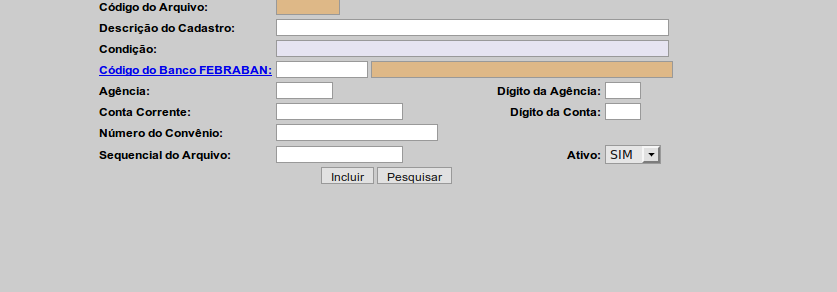 Código do Arquivo:
Descrição do Cadastro:
Condição:
Código do Banco FEBRABAN:
Agência: Dígito da Agência:
Conta Corrente: Dígito da Conta:
Número do Convênio:
Sequencial do Arquivo: Ativo: SIM
Incluir Pesquisar